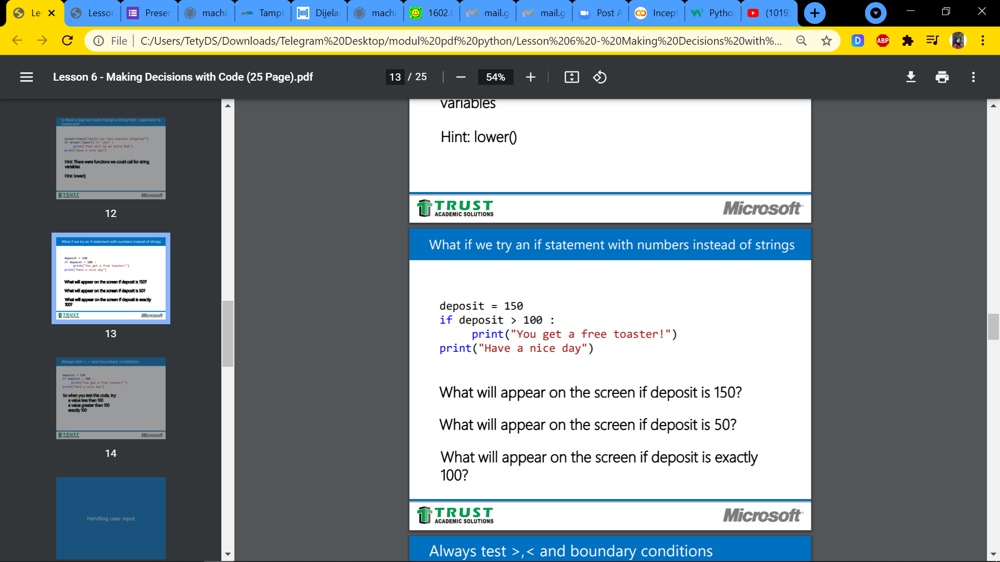 Le
Lessor
Preser
machi
Tampi
Dijela
machi
1602.0
mail.g
mail.g
Post A
Incept
Pytho
(1019)
File
C:/Users/TetyDS/Downloads/Telegram%20Desktop/modul%20pdf%20python/Lesson%206%20-%20Making%20Decisions%20with%...
D
ABP
Lesson 6 - Making Decisions with Code (25 Page).pdf
13 / 25
54%
Is there a way we could change a string from uppercase to
lowercase?
answer=input("Would you like express shipping?")
if answer.lower() == "yes" :
print("That will be an extra $10")
print("Have a nice day")
Hint: There were functions we could call for string
variables
Hint: lower()
TRUST
ACADEMIC SOLUTIONS
Microsoft
12
What if we try an if statement with numbers instead of strings
deposit = 150
if deposit > 100 :
print("You get a free toaster!")
print("Have a nice day")
What will appear on the screen if deposit is 150?
What will appear on the screen if deposit is 50?
What will appear on the screen if deposit is exactly
100?
TRUST
ACADEMIC SOLUTIONS
Microsoft
13
Always test >,< and boundary conditions
deposit = 150
if deposit > 100 :
print("You get a free toaster!")
print("Have a nice day")
So when you test this code, try:
a value less than 100
a value greater than 100
exactly 100
TRUST
ACADEMIC SOLUTIONS
Microsoft
14
Handling user input
variables
Hint: lower()
TRUST
ACADEMIC SOLUTIONS
Microsoft
What if we try an if statement with numbers instead of strings
deposit = 150
if deposit > 100 :
print("You get a free toaster!")
print("Have a nice day")
What will appear on the screen if deposit is 150?
What will appear on the screen if deposit is 50?
What will appear on the screen if deposit is exactly
100?
TRUST
ACADEMIC SOLUTIONS
Microsoft
Always test >,< and boundary conditions